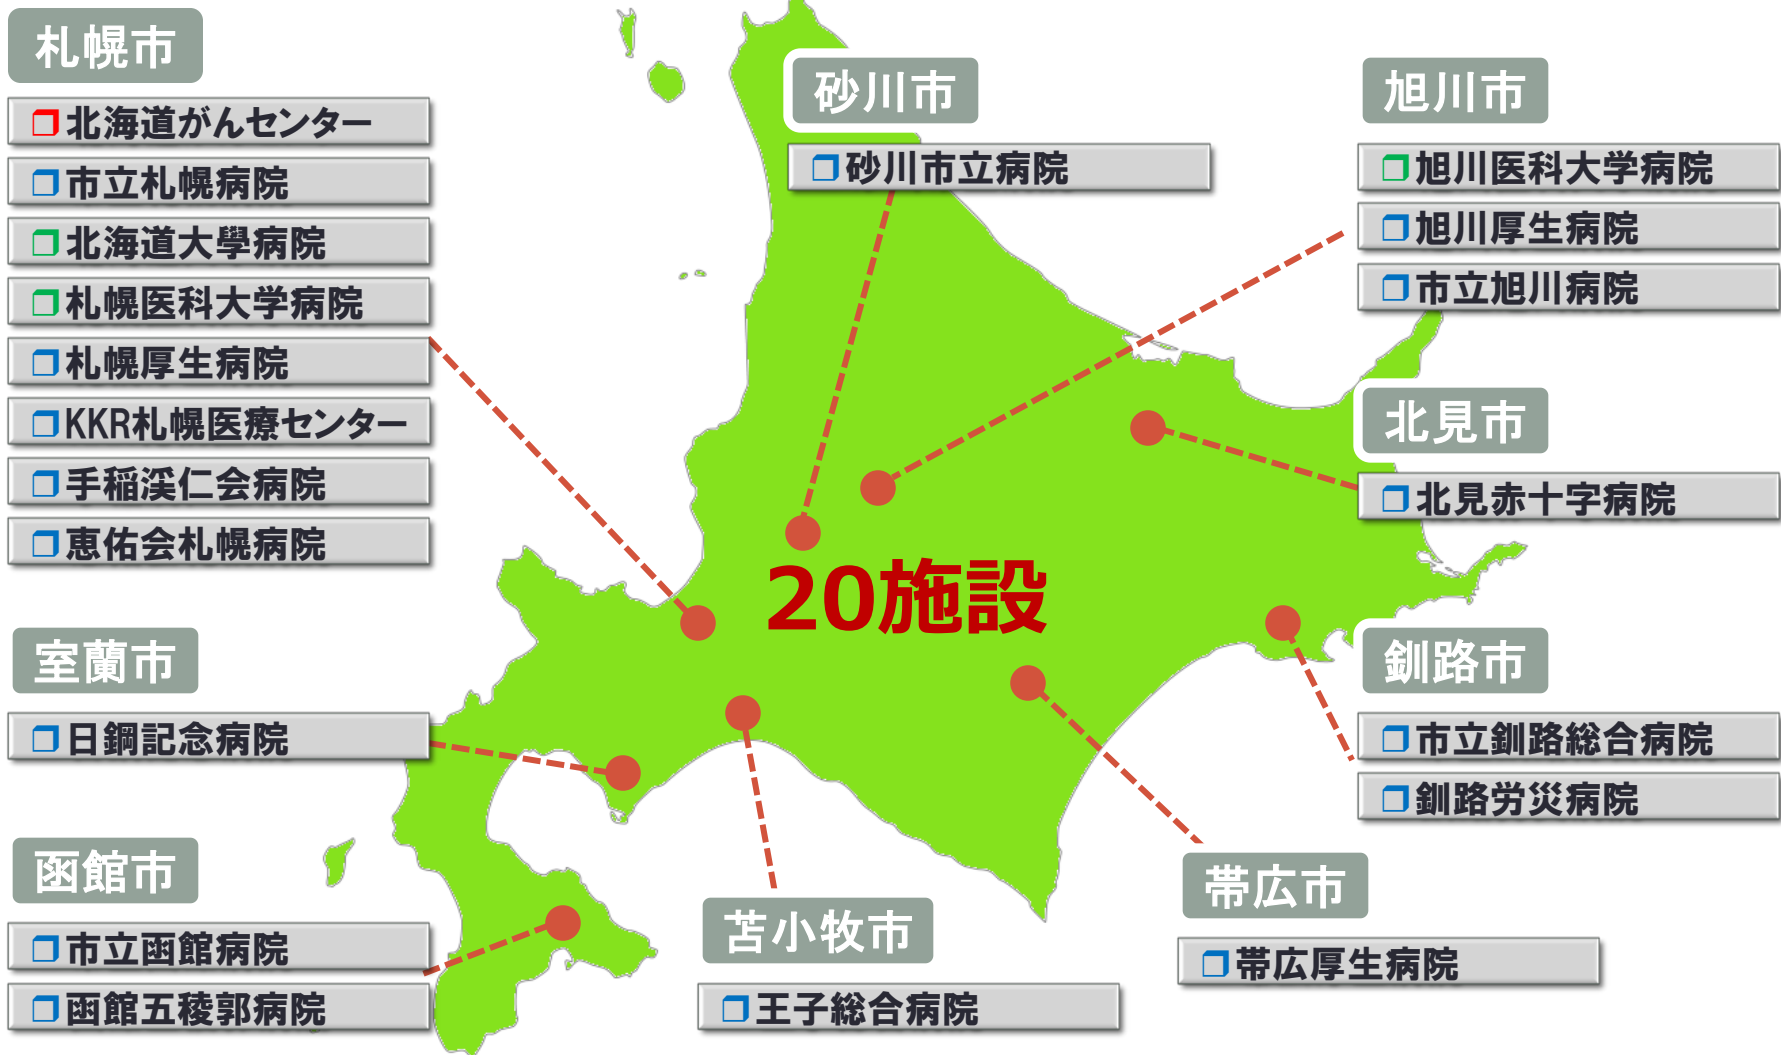 札幌市
❒北海道がんセンター
❒市立札幌病院
❒北海道大學病院
❒札幌医科大学病院
❒札幌厚生病院
❒KKR札幌医療センター
❒手稲渓仁会病院
❒恵佑会札幌病院
室蘭市
❒日鋼記念病院
函館市
❒市立函館病院
❒函館五稜郭病院
砂川市
❒砂川市立病院
20施設
苫小牧市
❒王子総合病院
旭川市
❒旭川医科大学病院
❒旭川厚生病院
❒市立旭川病院
北見市
❒北見赤十字病院
釧路市
❒市立釧路総合病院
❒釧路労災病院
帯広市
❒帯広厚生病院